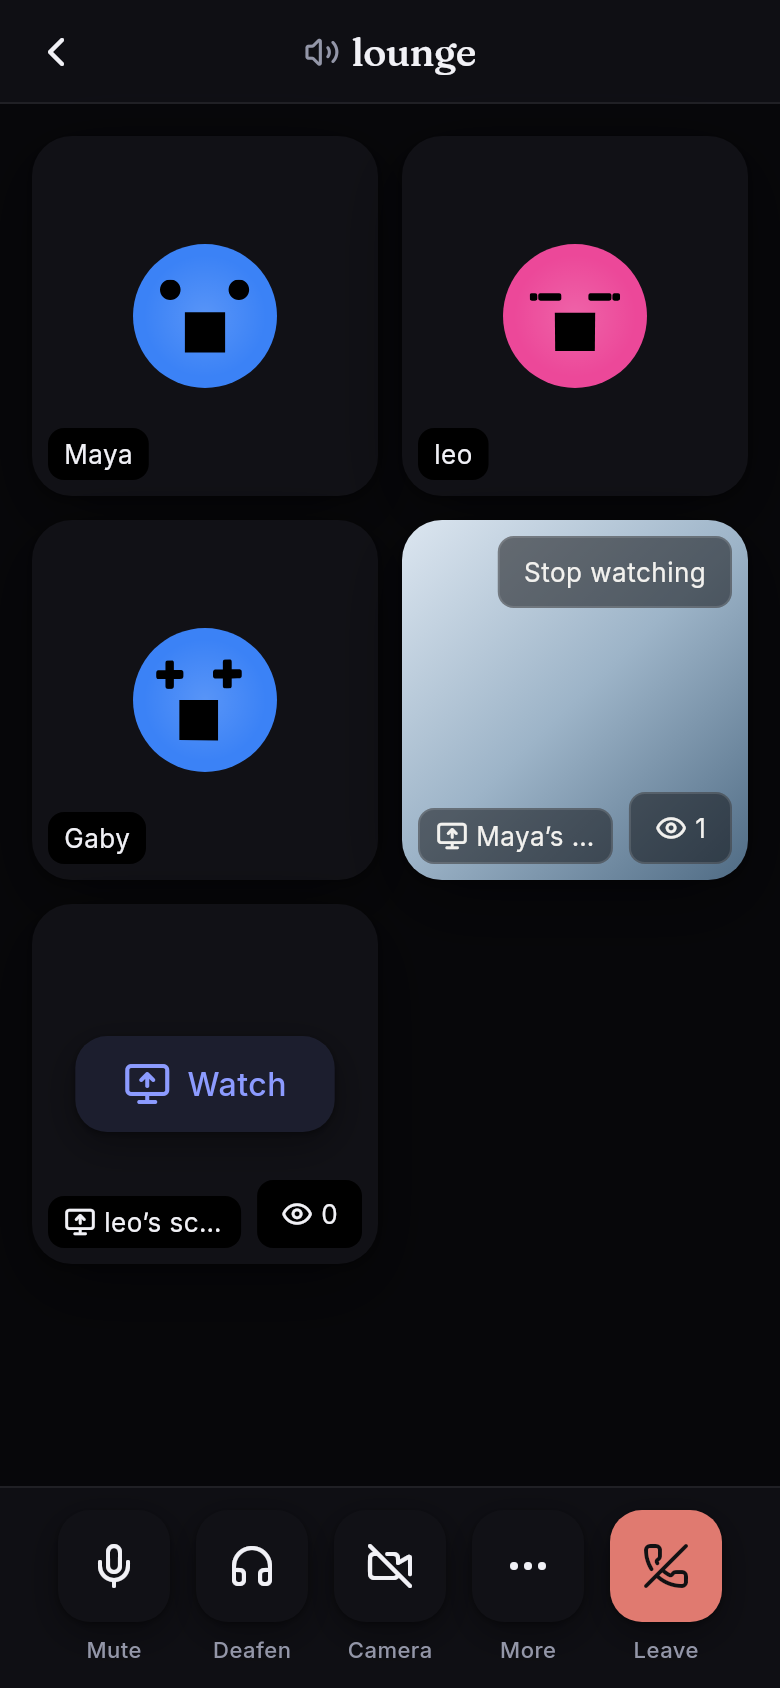 lounge
Maya
leo
Gaby
Stop watching
Maya’s ...
1
Watch
leo’s sc...
0
Mute
Deafen
Camera
More
Leave